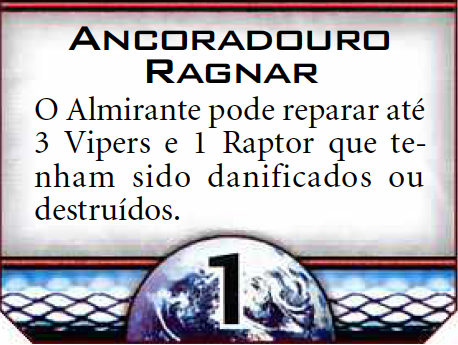 ANCORADOURO
RAGNAR
O Almirante pode reparar até
3 Vipers e 1 Raptor que te-
nham sido danificados ou
destruídos.
1